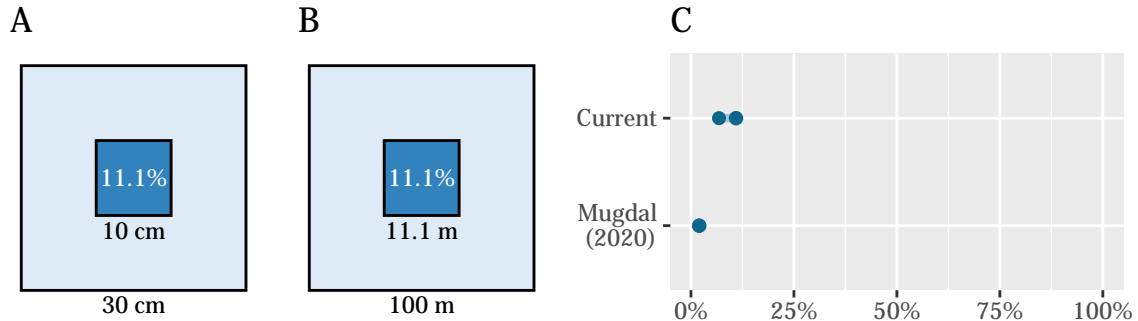 A
11.1%
10 cm
30 cm
B
11.1%
11.1 m
100 m
C
Current
Mugdal
(2020)
0%
25%
50%
75%
100%